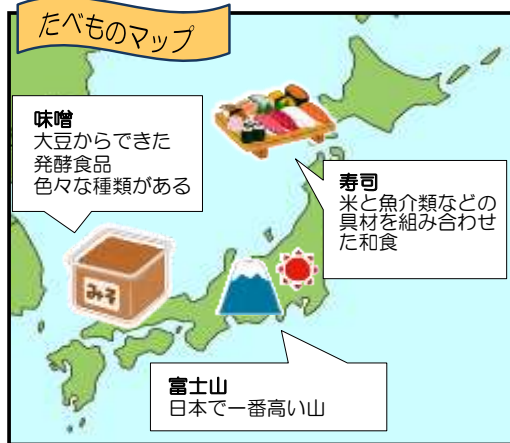 たべものマップ
味噌
大豆からできた
発酵食品
色々な種類がある
寿司
米と魚介類などの
具材を組み合わせ
た和食
みそ
富士山
日本で一番高い山